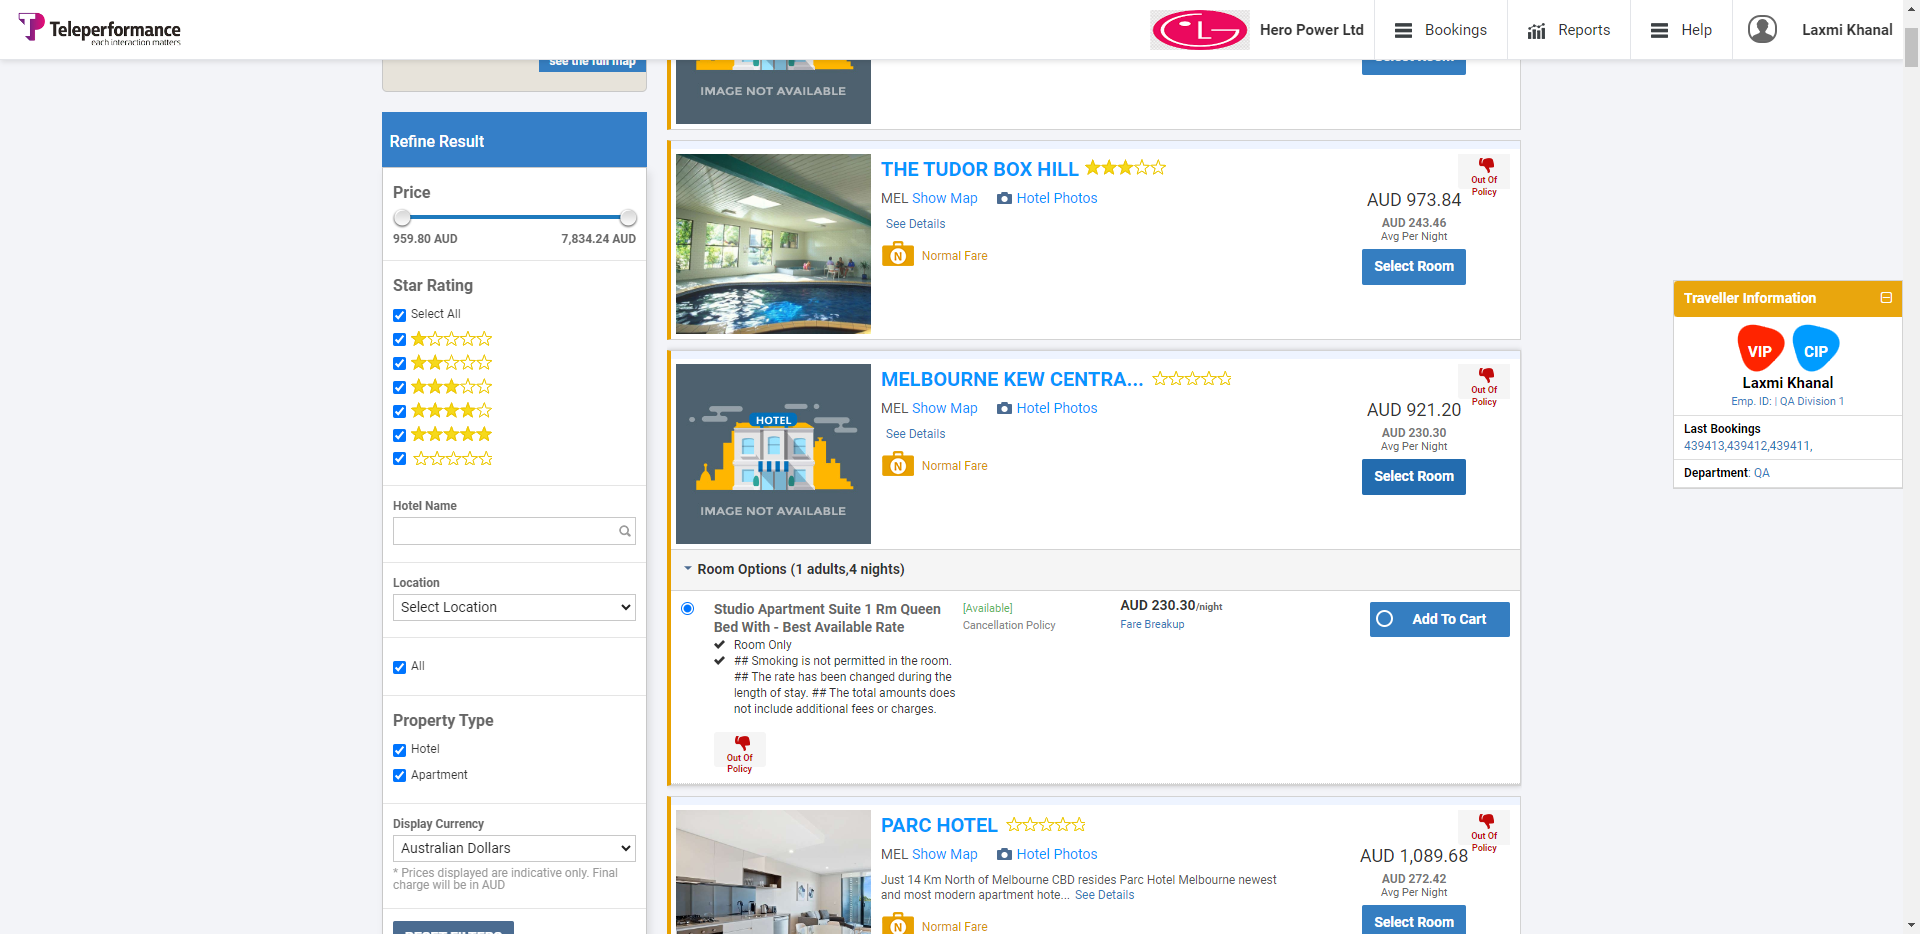 Teleperformance
each interaction matters
LG
Hero Power Ltd
Bookings
Reports
Help
Laxmi Khanal
see the full map
Refine Result
Price
959.80 AUD
7,834.24 AUD
Star Rating
Select All
Hotel Name
Location
Select Location
All
Property Type
Hotel
Apartment
Display Currency
Australian Dollars
* Prices displayed are indicative only. Final
charge will be in AUD
RESET FILTERS
IMAGE NOT AVAILABLE
Select Room
THE TUDOR BOX HILL
MEL Show Map
Hotel Photos
See Details
N
Normal Fare
Out Of
Policy
AUD 973.84
AUD 243.46
Avg Per Night
Select Room
HOTEL
IMAGE NOT AVAILABLE
MELBOURNE KEW CENTRA...
MEL Show Map
Hotel Photos
See Details
N
Normal Fare
Out Of
Policy
AUD 921.20
AUD 230.30
Avg Per Night
Select Room
Room Options (1 adults,4 nights)
Studio Apartment Suite 1 Rm Queen
Bed With - Best Available Rate
Room Only
## Smoking is not permitted in the room.
## The rate has been changed during the
length of stay. ## The total amounts does
not include additional fees or charges.
Out Of
Policy
[Available]
Cancellation Policy
AUD 230.30/night
Fare Breakup
Add To Cart
PARC HOTEL
MEL Show Map
Hotel Photos
Just 14 Km North of Melbourne CBD resides Parc Hotel Melbourne newest
and most modern apartment hote... See Details
N
Normal Fare
Out Of
Policy
AUD 1,089.68
AUD 272.42
Avg Per Night
Select Room
Traveller Information
VIP
CIP
Laxmi Khanal
Emp. ID: | QA Division 1
Last Bookings
439413,439412,439411,
Department: QA